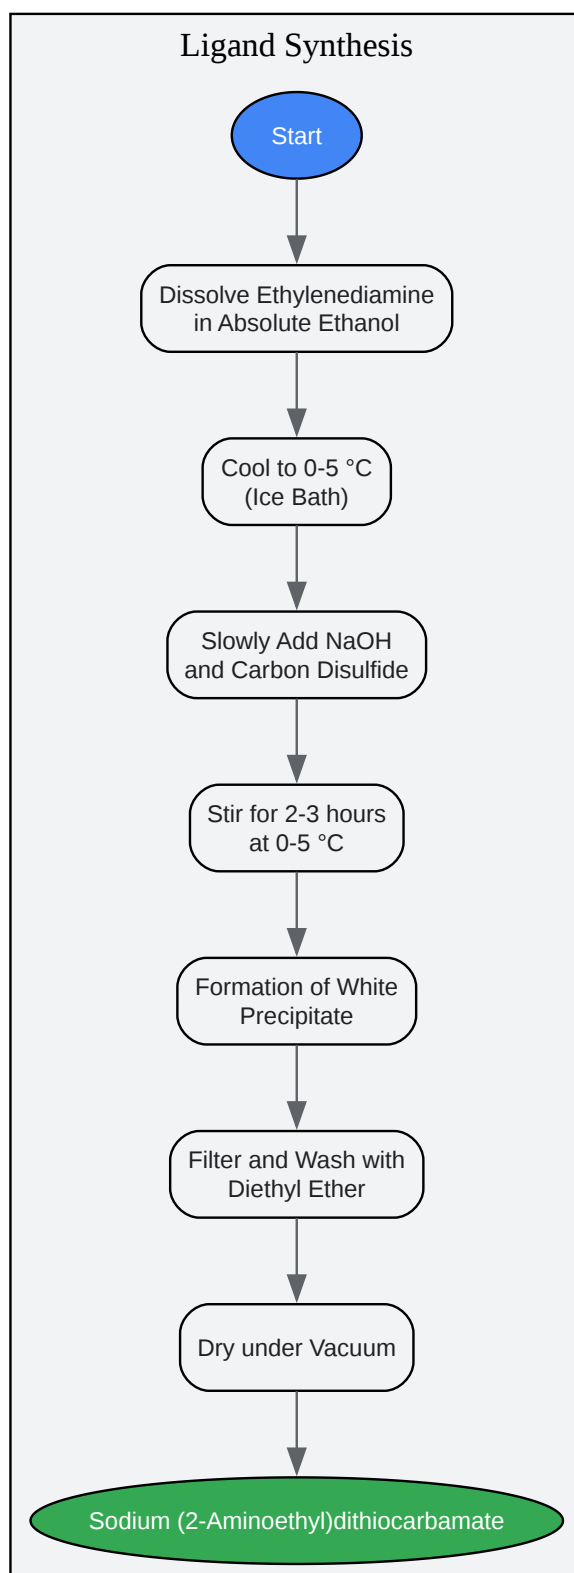 Ligand Synthesis
Start
Dissolve Ethylenediamine
in Absolute Ethanol
Cool to 0-5 °C
(Ice Bath)
Slowly Add NaOH
and Carbon Disulfide
Stir for 2-3 hours
at 0-5 °C
Formation of White
Precipitate
Filter and Wash with
Diethyl Ether
Dry under Vacuum
Sodium (2-Aminoethyl)dithiocarbamate